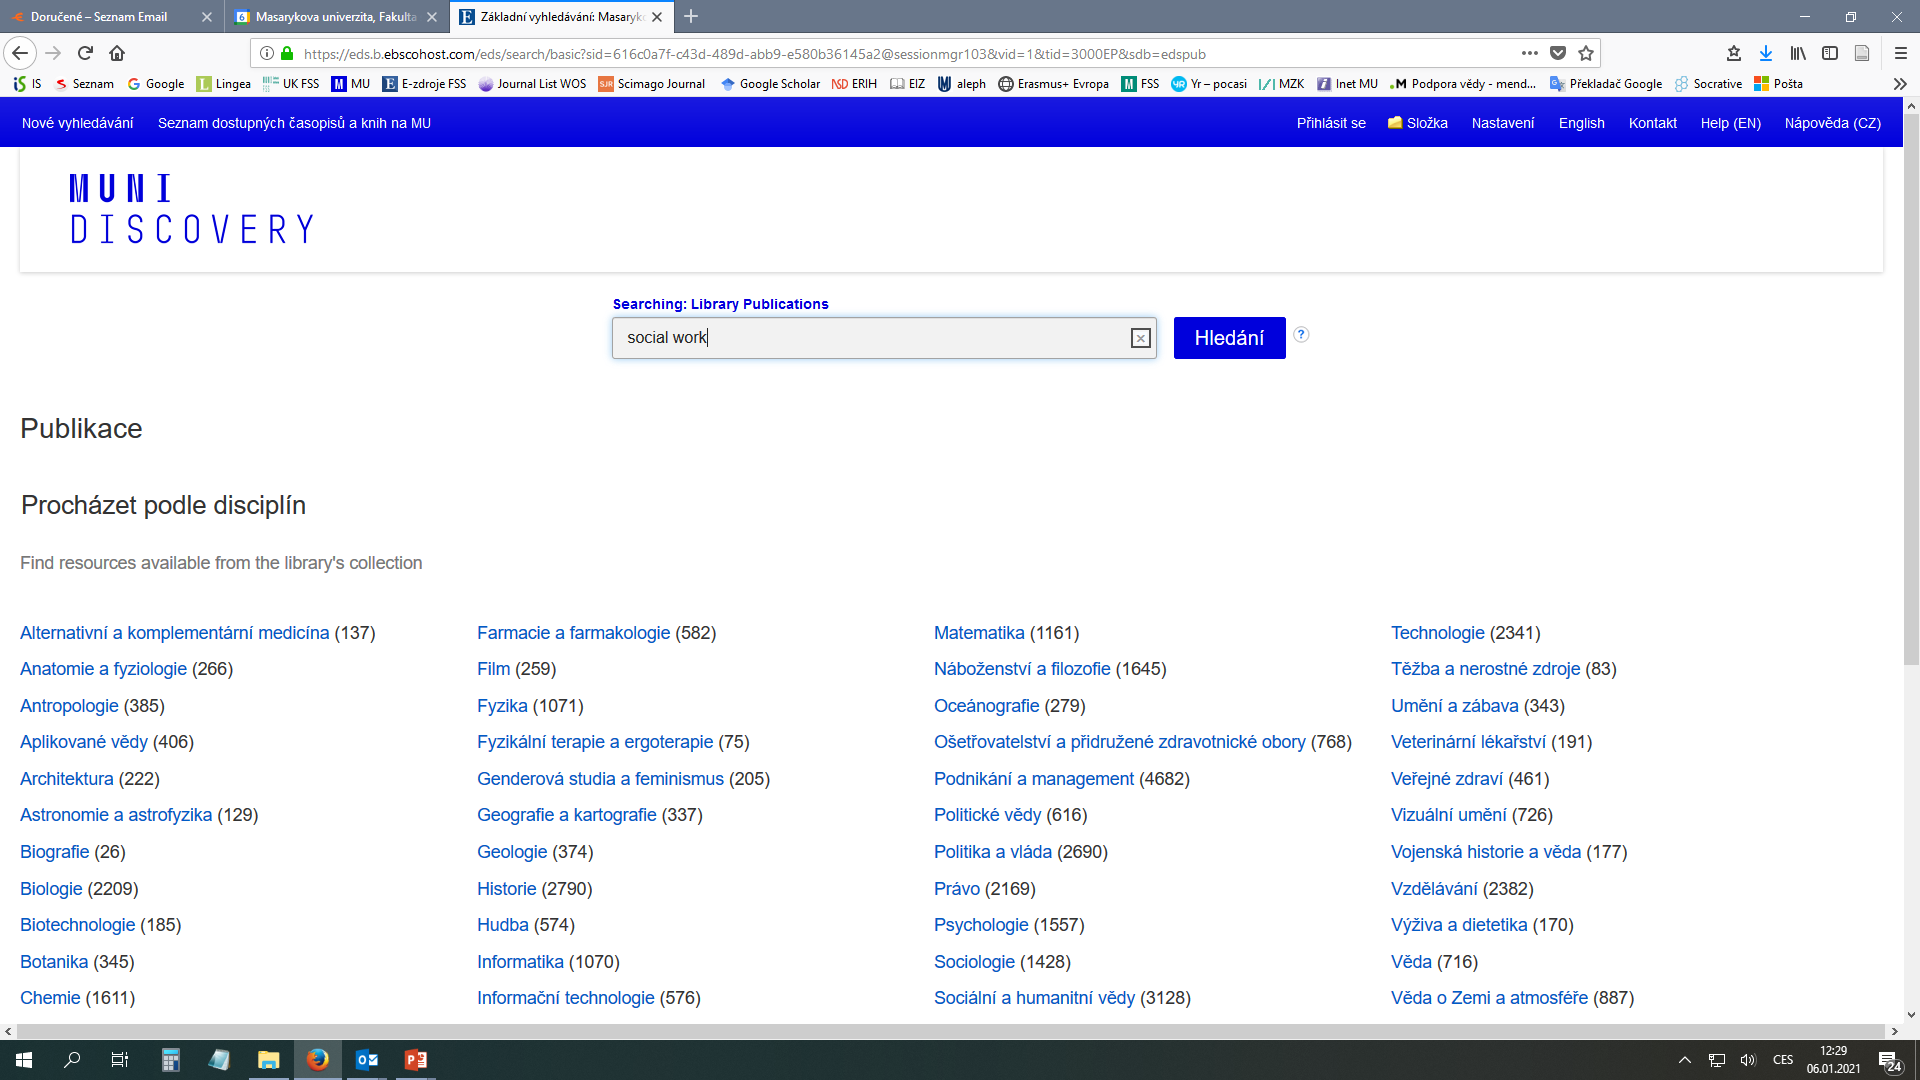 Doručené – Seznam Email
Masarykova univerzita, Fakulta
Základní vyhledávání: Masaryko
https://eds.b.ebscohost.com/eds/search/basic?sid=616c0a7f-c43d-489d-abb9-e580b36145a2@sessionmgr103&vid=1&tid=3000EP&sdb=edspub
IS Seznam Google Lingea UK FSS MU E-zdroje FSS Journal List WOS Scimago Journal Google Scholar ERIH EIZ aleph Erasmus+ Evropa FSS Yr – pocasi MZK Inet MU Podpora vědy - mend... Překladač Google Socrative Pošta
Nové vyhledávání Seznam dostupných časopisů a knih na MU Přihlásit se Složka Nastavení English Kontakt Help (EN) Nápověda (CZ)
MUNI
DISCOVERY
Searching: Library Publications
social work Hledání ?
Publikace
Procházet podle disciplín
Find resources available from the library's collection
Alternativní a komplementární medicína (137)
Anatomie a fyziologie (266)
Antropologie (385)
Aplikované vědy (406)
Architektura (222)
Astronomie a astrofyzika (129)
Biografie (26)
Biologie (2209)
Biotechnologie (185)
Botanika (345)
Chemie (1611)
Farmacie a farmakologie (582)
Film (259)
Fyzika (1071)
Fyzikální terapie a ergoterapie (75)
Genderová studia a feminismus (205)
Geografie a kartografie (337)
Geologie (374)
Historie (2790)
Hudba (574)
Informatika (1070)
Informační technologie (576)
Matematika (1161)
Náboženství a filozofie (1645)
Oceánografie (279)
Ošetřovatelství a přidružené zdravotnické obory (768)
Podnikání a management (4682)
Politické vědy (616)
Politika a vláda (2690)
Právo (2169)
Psychologie (1557)
Sociologie (1428)
Sociální a humanitní vědy (3128)
Technologie (2341)
Těžba a nerostné zdroje (83)
Umění a zábava (343)
Veterinární lékařství (191)
Veřejné zdraví (461)
Vizuální umění (726)
Vojenská historie a věda (177)
Vzdělávání (2382)
Výživa a dietetika (170)
Věda (716)
Věda o Zemi a atmosféře (887)
CES
12:29
06.01.2021
24